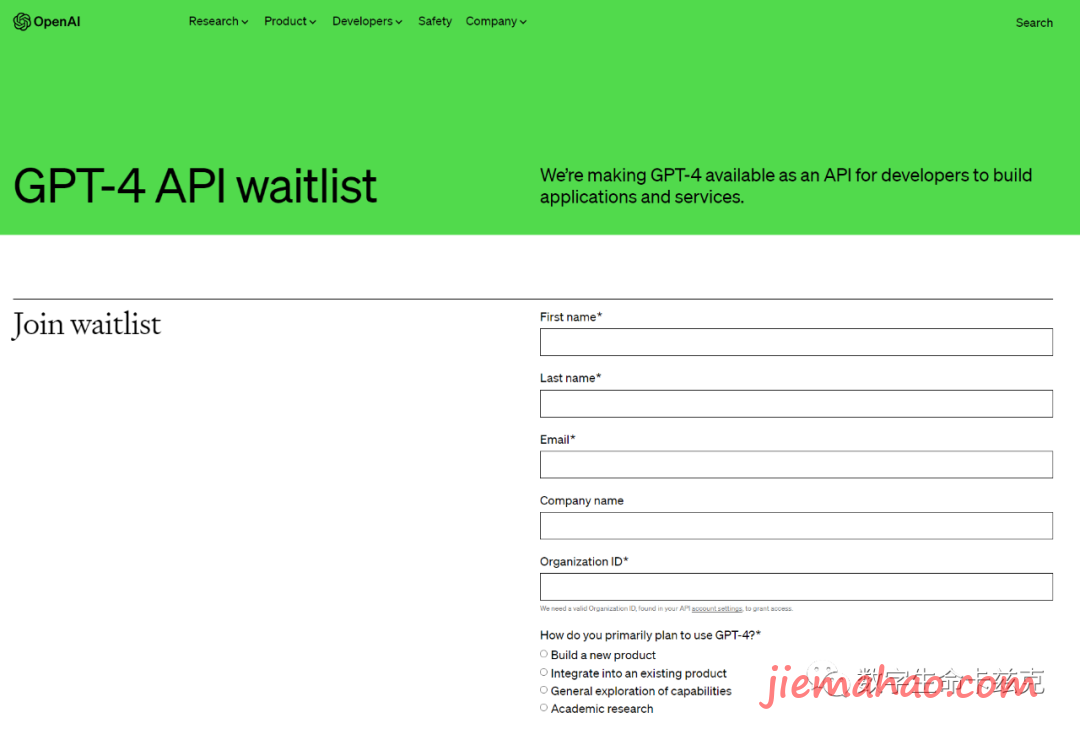 OpenAI
Research Product Developers Safety Company
Search
GPT-4 API waitlist
We're making GPT-4 available as an API for developers to build
applications and services.
Join waitlist
First name*
Last name*
Email*
Company name
Organization ID*
We need a valid Organization ID, found in your API account settings, to grant access.
How do you primarily plan to use GPT-4?*
Build a new product
Integrate into an existing product
General exploration of capabilities
Academic research
数字生命卡兹克
jiemahao.com